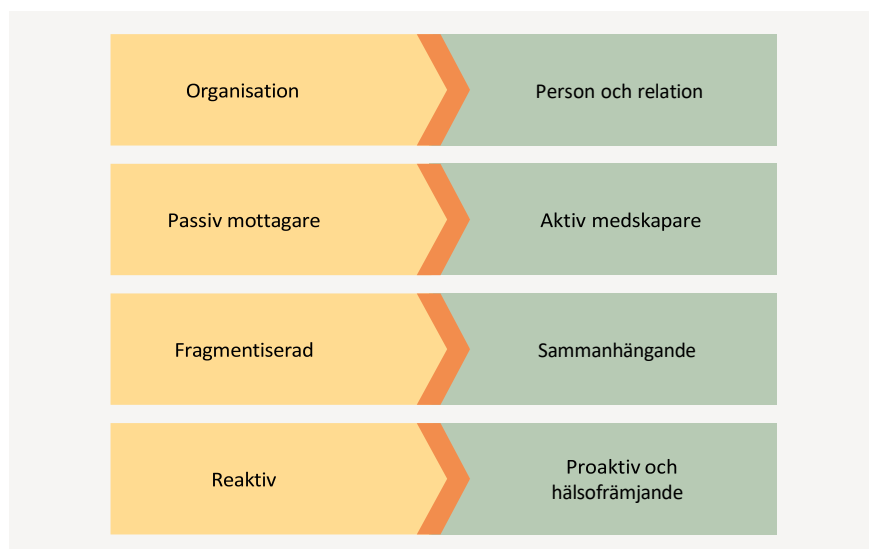 Organisation
Person och relation
Passiv mottagare
Aktiv medskapare
Fragmentiserad
Sammanhängande
Reaktiv
Proaktiv och
hälsofrämjande